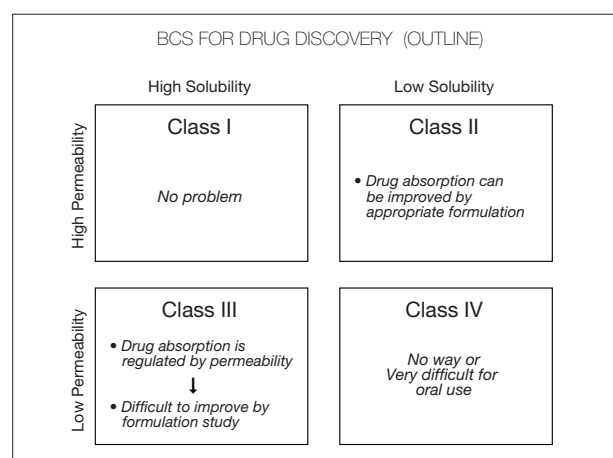 BCS FOR DRUG DISCOVERY (OUTLINE)
High Solubility
Low Solubility
High Permeability
Class I
No problem
Class II
• Drug absorption can
be improved by
appropriate formulation
Low Permeability
Class III
• Drug absorption is
regulated by permeability
↓
• Difficult to improve by
formulation study
Class IV
No way or
Very difficult for
oral use